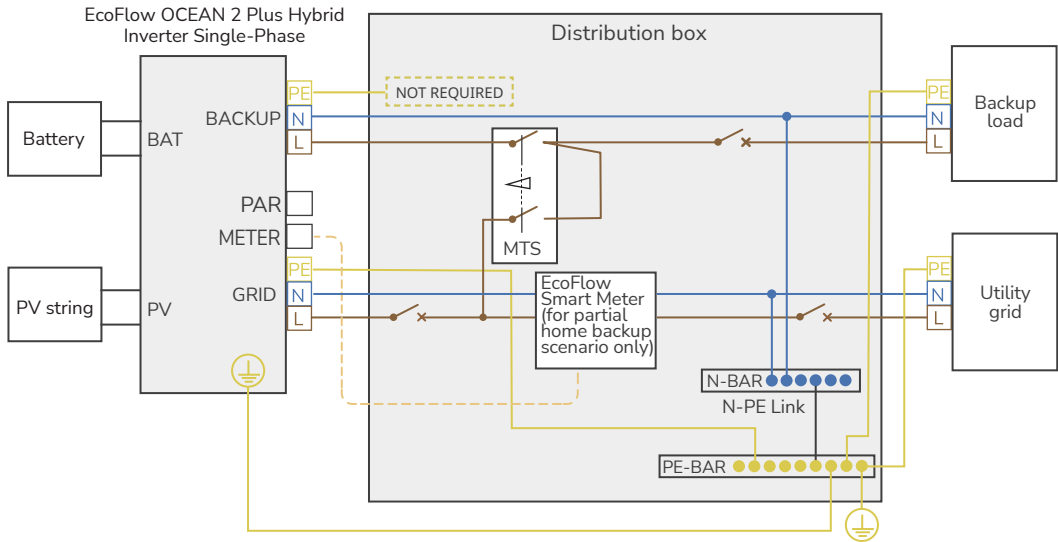 EcoFlow OCEAN 2 Plus Hybrid
Inverter Single-Phase
Distribution box
Battery
BAT
BACKUP
PE
N
L
NOT REQUIRED
PE
N
L
Backup
load
PAR
METER
MTS
PV string
PV
GRID
PE
N
L
EcoFlow
Smart Meter
(for partial
home backup
scenario only)
PE
N
L
Utility
grid
N-BAR
N-PE Link
PE-BAR